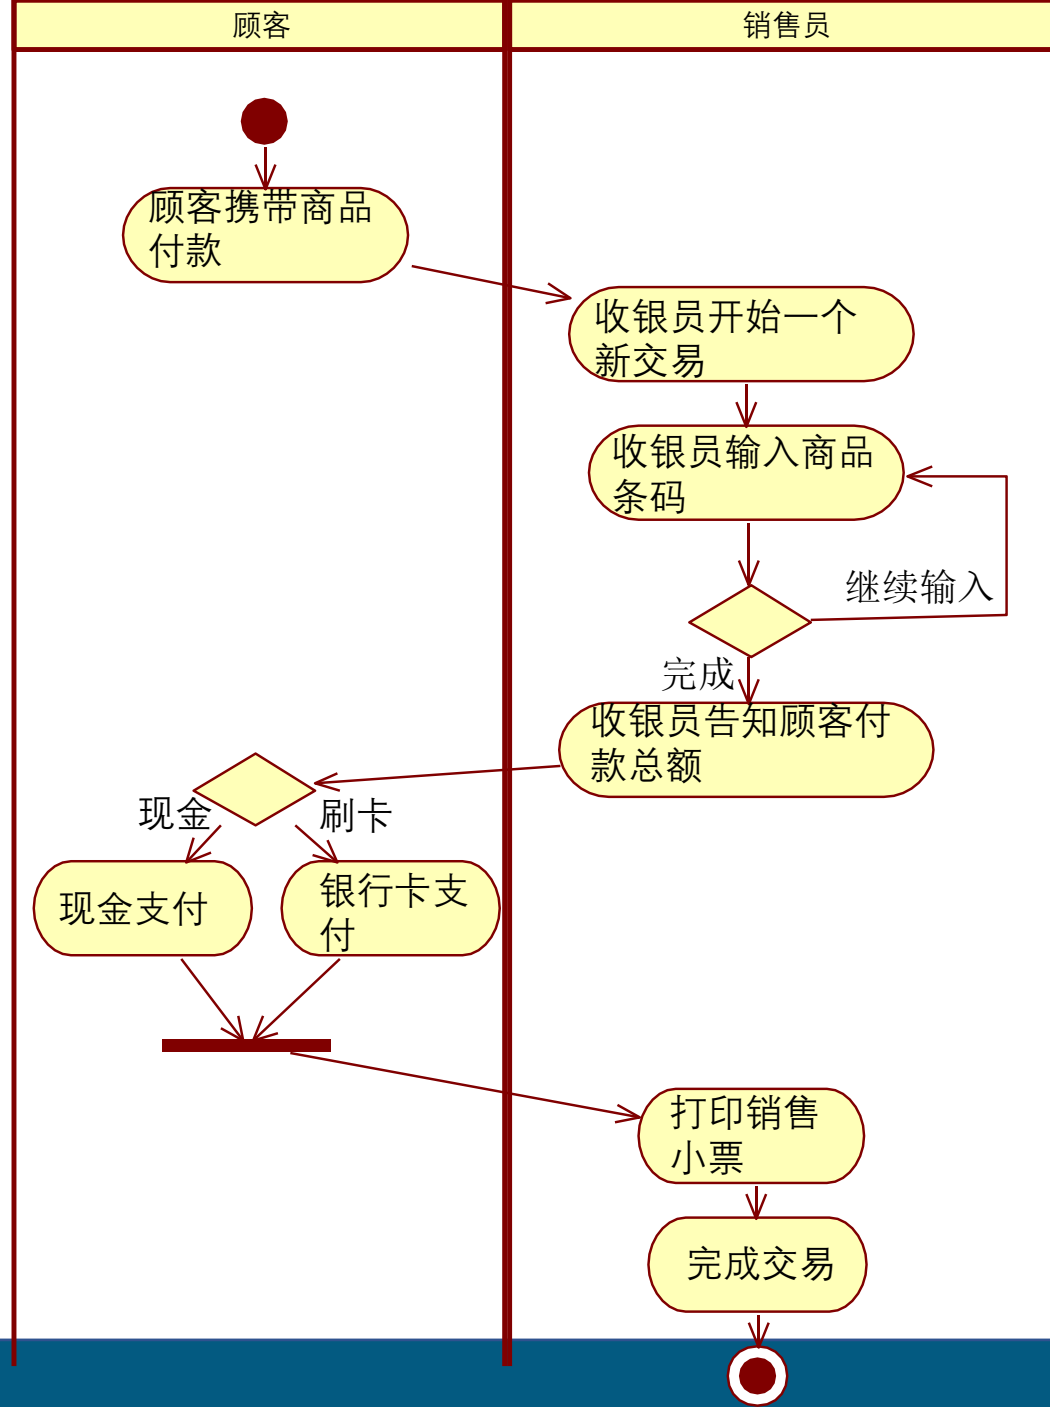 顾客
销售员
顾客携带商品
付款
收银员开始一个
新交易
收银员输入商品
条码
继续输入
完成
收银员告知顾客付
款总额
现金
刷卡
现金支付
银行卡支
付
打印销售
小票
完成交易